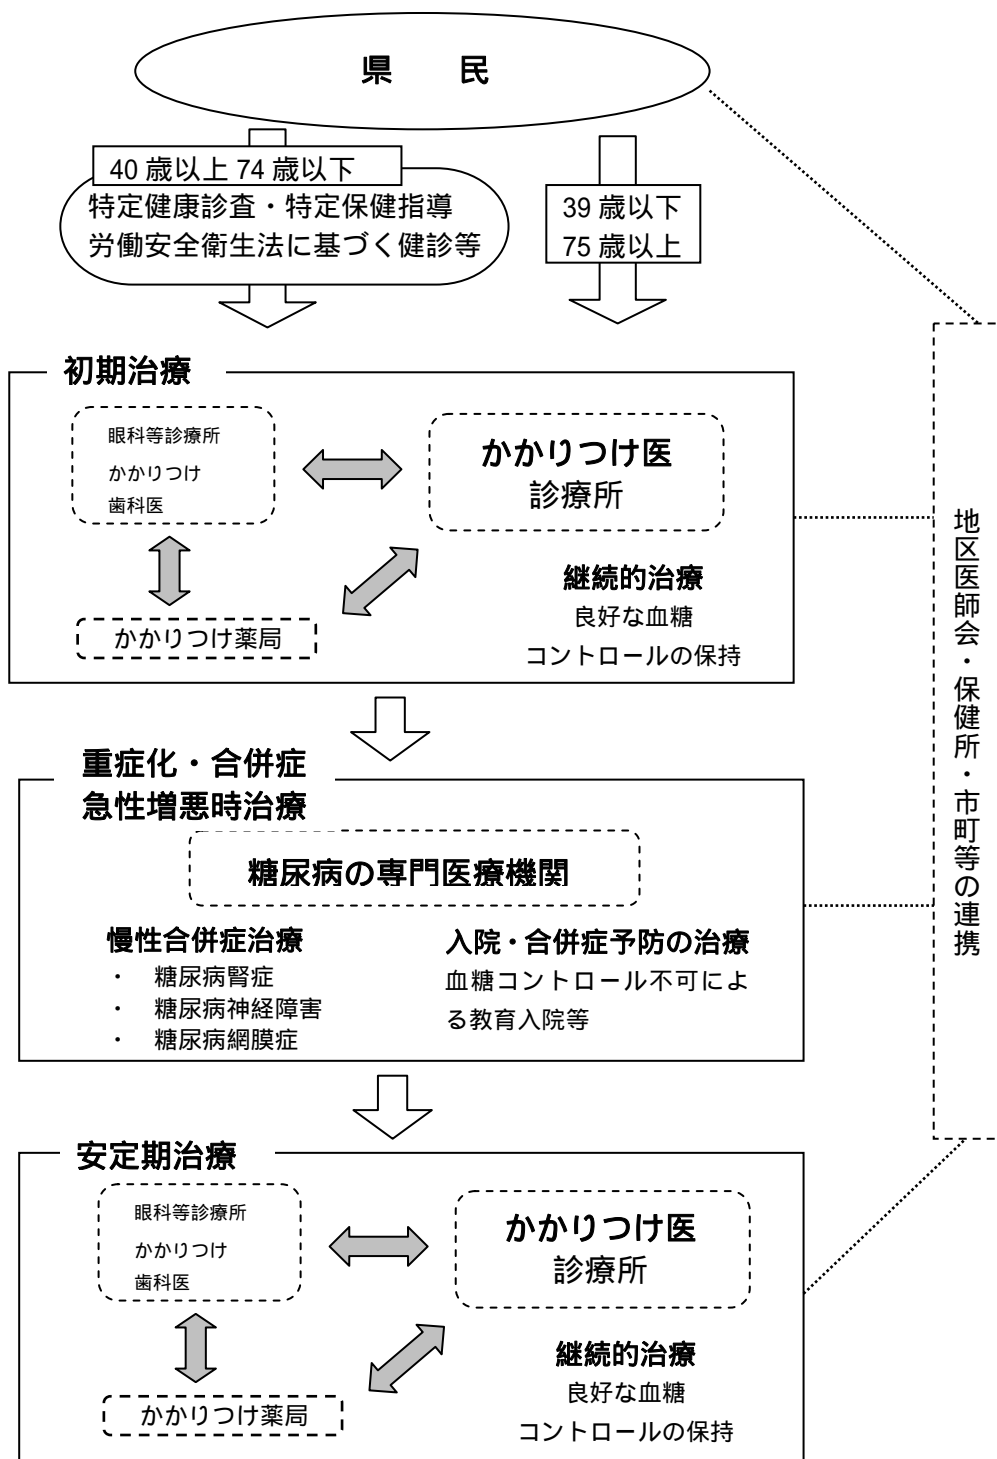 県　　民
40 歳以上 74 歳以下
特定健康診査・特定保健指導
労働安全衛生法に基づく健診等
39 歳以下
75 歳以上
初期治療
眼科等診療所
かかりつけ
歯科医
かかりつけ医
診療所
かかりつけ薬局
継続的治療
良好な血糖
コントロールの保持
重症化・合併症
急性増悪時治療
糖尿病の専門医療機関
慢性合併症治療
・　糖尿病腎症
・　糖尿病神経障害
・　糖尿病網膜症
入院・合併症予防の治療
血糖コントロール不可によ
る教育入院等
安定期治療
眼科等診療所
かかりつけ
歯科医
かかりつけ医
診療所
かかりつけ薬局
継続的治療
良好な血糖
コントロールの保持
地区医師会・保健所・市町等の連携